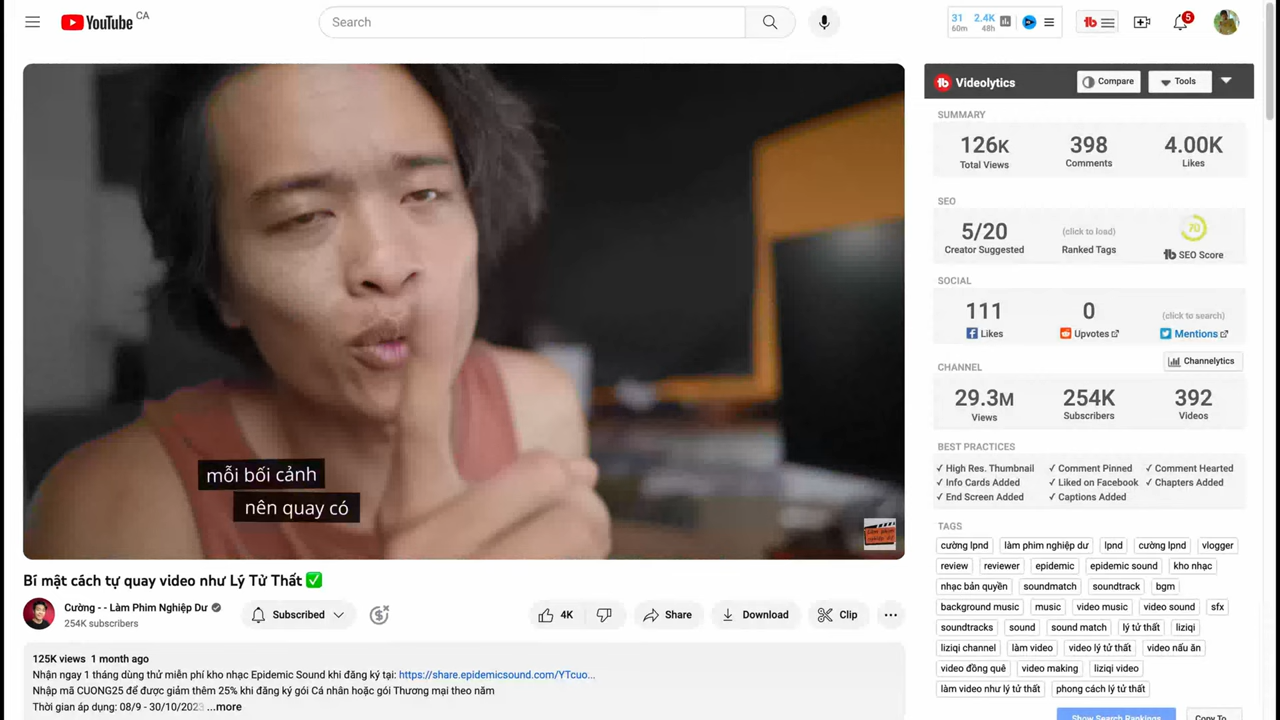 YouTube CA
Search
31 2.4K
60m 48h
5
mỗi bối cảnh
nên quay có
Làm phim
nghiệp dư
Bí mật cách tự quay video như Lý Tử Thất ✅
Cường - - Làm Phim Nghiệp Dư
254K subscribers
Subscribed
4K
Share
Download
Clip
125K views 1 month ago
Nhận ngay 1 tháng dùng thử miễn phí kho nhạc Epidemic Sound khi đăng ký tại: https://share.epidemicsound.com/YTcuo...
Nhập mã CUONG25 để được giảm thêm 25% khi đăng ký gói Cá nhân hoặc gói Thương mại theo năm
Thời gian áp dụng: 08/9 - 30/10/2023 ...more
Videolytics
Compare
Tools
SUMMARY
126K 398 4.00K
Total Views Comments Likes
SEO
5/20 (click to load) 70
Creator Suggested Ranked Tags SEO Score
SOCIAL
111 0 (click to search)
Likes Upvotes Mentions
CHANNEL Channelytics
29.3M 254K 392
Views Subscribers Videos
BEST PRACTICES
✓ High Res. Thumbnail ✓ Comment Pinned ✓ Comment Hearted
✓ Info Cards Added ✓ Liked on Facebook ✓ Chapters Added
✓ End Screen Added ✓ Captions Added
TAGS
cường lpnd làm phim nghiệp dư lpnd cường lpnd vlogger
review reviewer epidemic epidemic sound kho nhạc
nhạc bản quyền soundmatch soundtrack bgm
background music music video music video sound sfx
soundtracks sound sound match lý tử thất liziqi
liziqi channel làm video video lý tử thất video nấu ăn
video đồng quê video making liziqi video
làm video như lý tử thất phong cách lý tử thất
Show Search Rankings Copy To